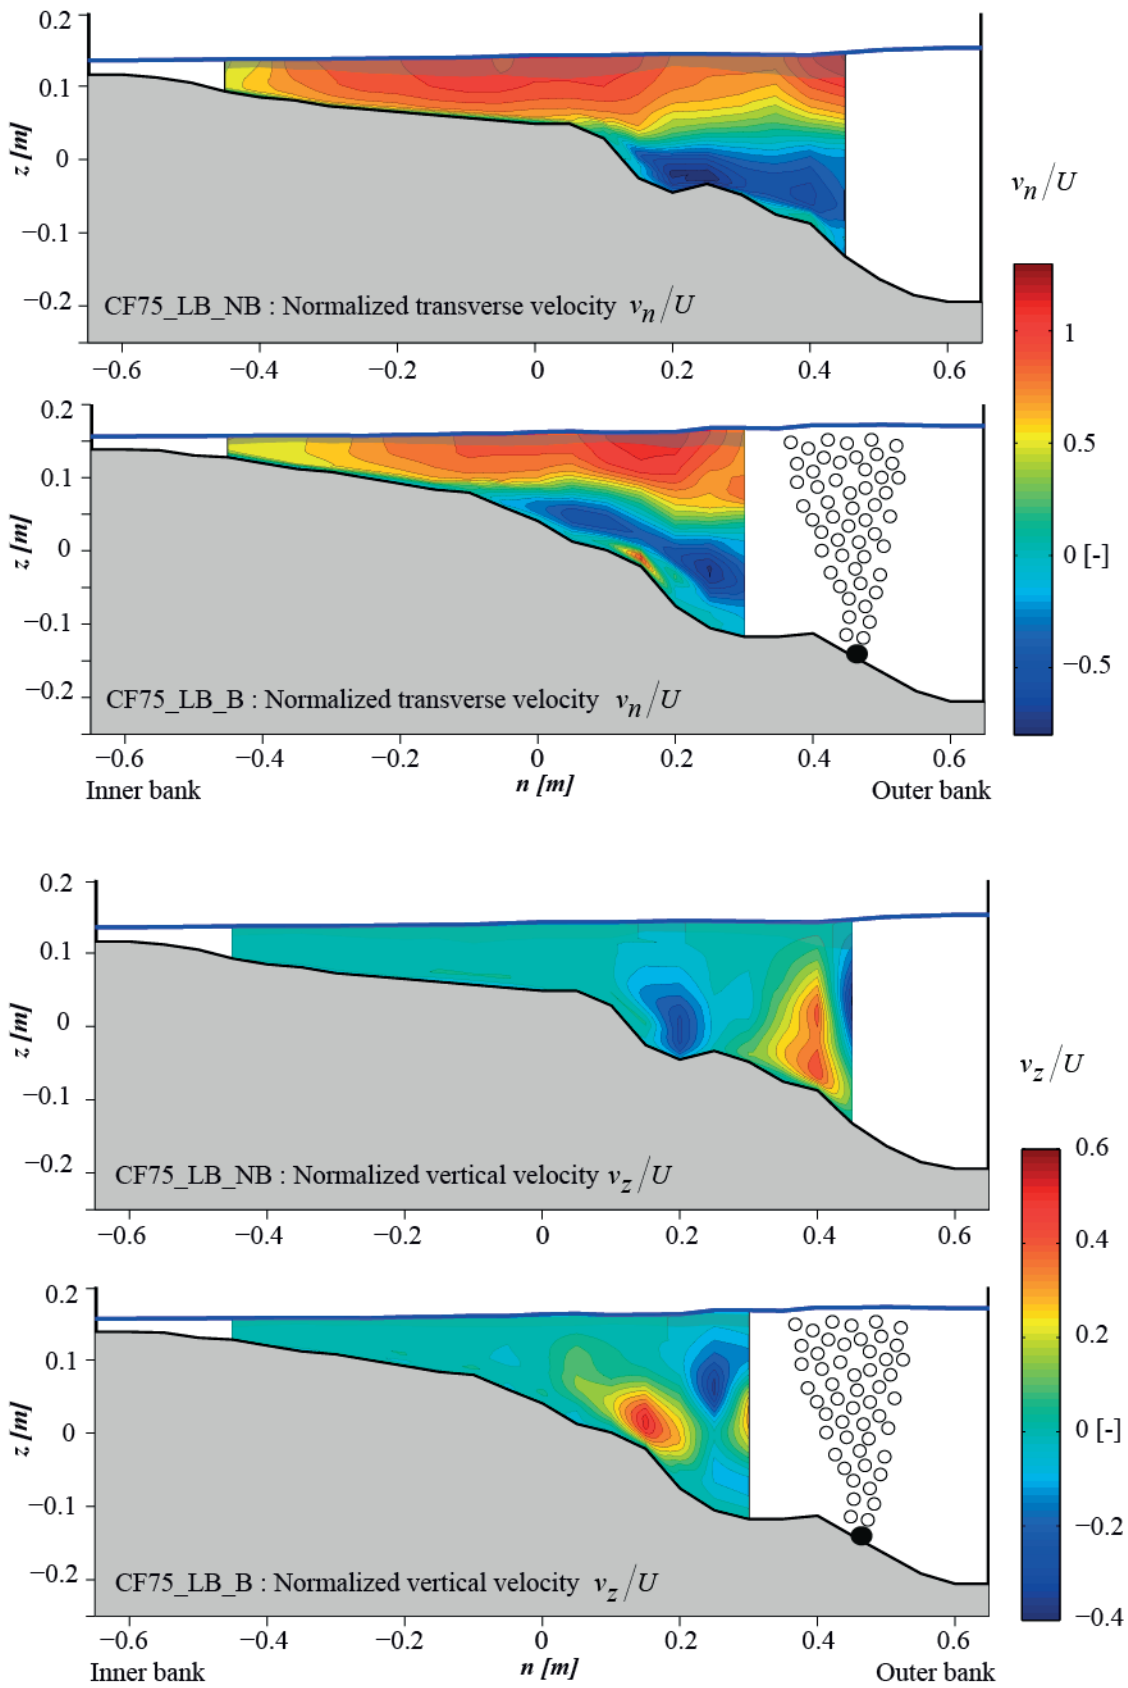 0.2
0.1
0
−0.1
−0.2
z [m]
CF75_LB_NB : Normalized transverse velocity v_n/U
−0.6 −0.4 −0.2 0 0.2 0.4 0.6
0.2
0.1
0
−0.1
−0.2
z [m]
CF75_LB_B : Normalized transverse velocity v_n/U
−0.6 −0.4 −0.2 0 0.2 0.4 0.6
Inner bank n [m] Outer bank
v_n/U
1
0.5
0 [-]
−0.5
0.2
0.1
0
−0.1
−0.2
z [m]
CF75_LB_NB : Normalized vertical velocity v_z/U
−0.6 −0.4 −0.2 0 0.2 0.4 0.6
0.2
0.1
0
−0.1
−0.2
z [m]
CF75_LB_B : Normalized vertical velocity v_z/U
−0.6 −0.4 −0.2 0 0.2 0.4 0.6
Inner bank n [m] Outer bank
v_z/U
0.6
0.4
0.2
0 [-]
−0.2
−0.4